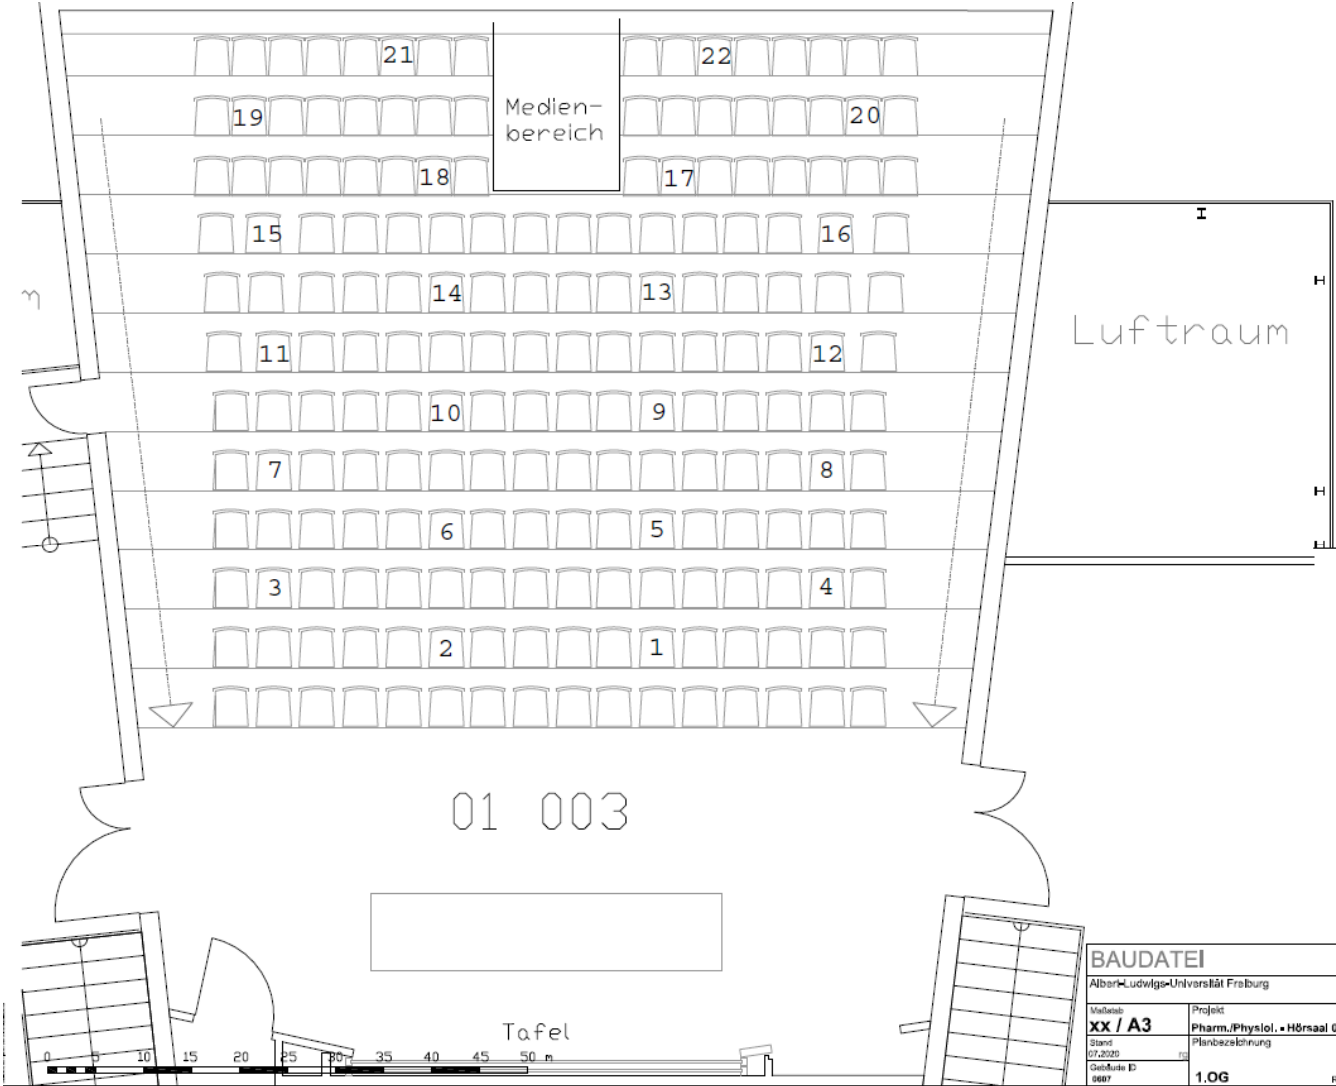 21 22
Medien-
bereich
19 20
18 17
15 16
14 13
Luftraum
11 12
10 9
7 8
6 5
3 4
2 1
01 003
Tafel
0 5 10 15 20 25 30 35 40 45 50 m
BAUDATEI
Albert-Ludwigs-Universität Freiburg
Maßstab
xx / A3
Projekt
Pharm./Physiol. - Hörsaal
Stand
07.2020
rg
Planbezeichnung
Gebäude ID
0607
1.OG